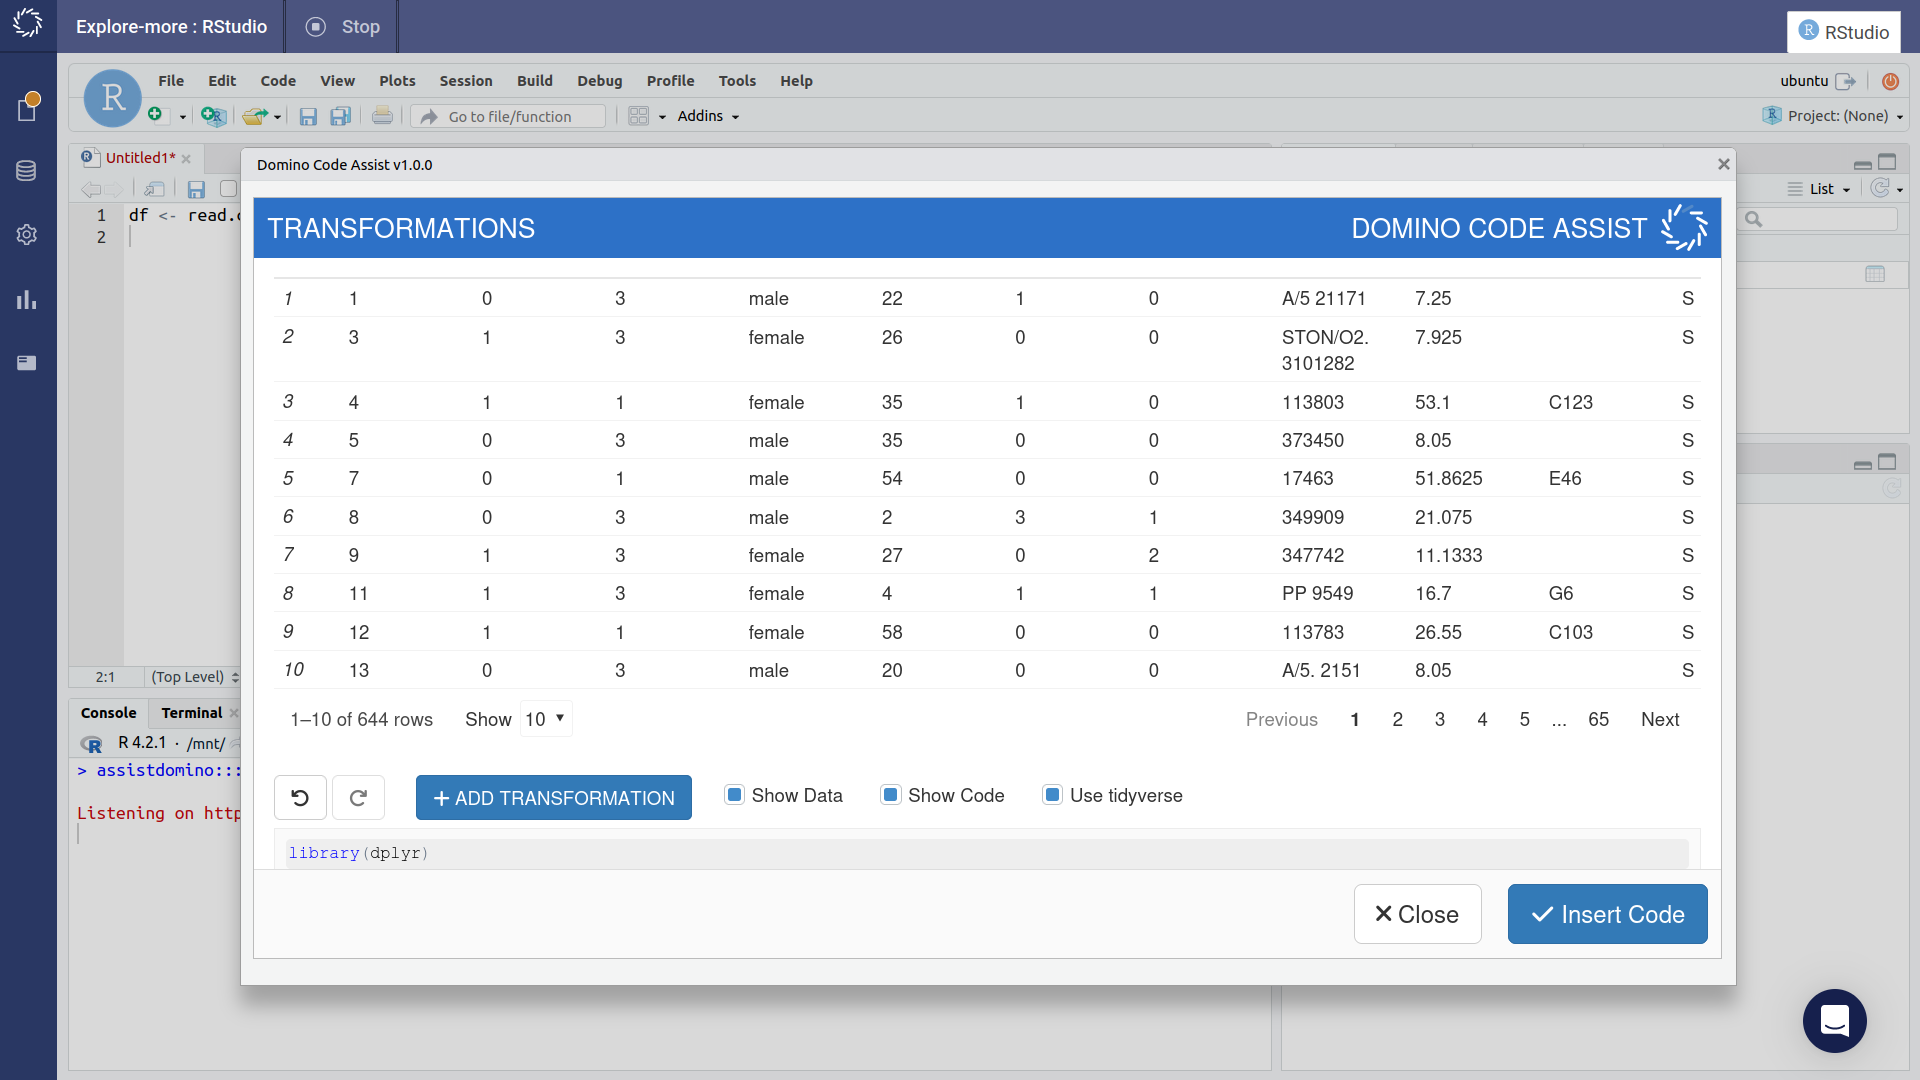 Explore-more : RStudio
Stop
RStudio
R
File Edit Code View Plots Session Build Debug Profile Tools Help
ubuntu
Go to file/function
Addins
Project: (None)
Untitled1*
Domino Code Assist v1.0.0
List
1 df <- read.
2
TRANSFORMATIONS
DOMINO CODE ASSIST
1 1 0 3 male 22 1 0 A/5 21171 7.25 S
2 3 1 3 female 26 0 0 STON/O2. 7.925 S
3101282
3 4 1 1 female 35 1 0 113803 53.1 C123 S
4 5 0 3 male 35 0 0 373450 8.05 S
5 7 0 1 male 54 0 0 17463 51.8625 E46 S
6 8 0 3 male 2 3 1 349909 21.075 S
7 9 1 3 female 27 0 2 347742 11.1333 S
8 11 1 3 female 4 1 1 PP 9549 16.7 G6 S
9 12 1 1 female 58 0 0 113783 26.55 C103 S
10 13 0 3 male 20 0 0 A/5. 2151 8.05 S
2:1 (Top Level)
1–10 of 644 rows Show 10 Previous 1 2 3 4 5 ... 65 Next
Console Terminal
R 4.2.1 · /mnt/
> assistdomino:::
Listening on http
ADD TRANSFORMATION
Show Data
Show Code
Use tidyverse
library(dplyr)
Close
Insert Code